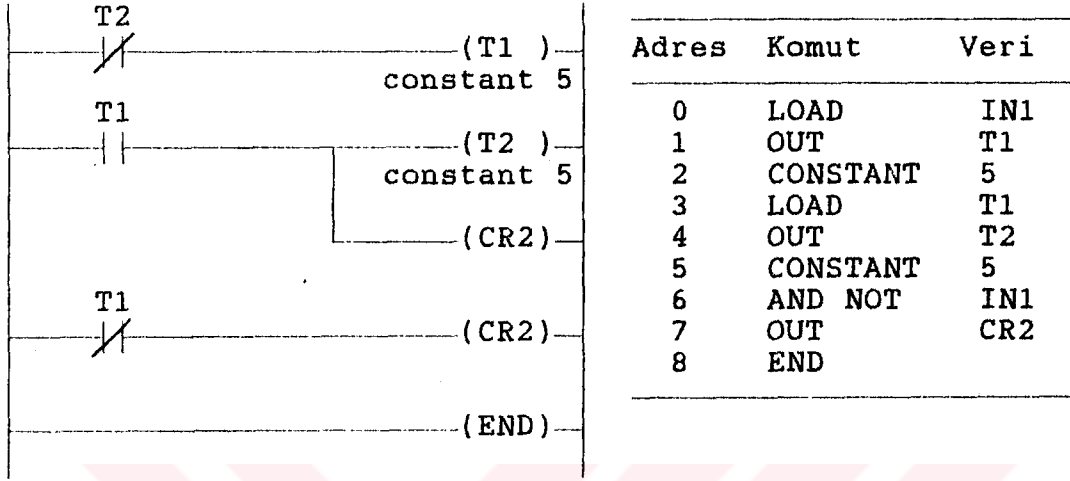 T2
(T1 )
constant 5
T1
(T2 )
constant 5
(CR2)
T1
(CR2)
(END)
Adres Komut Veri
0 LOAD IN1
1 OUT T1
2 CONSTANT 5
3 LOAD T1
4 OUT T2
5 CONSTANT 5
6 AND NOT IN1
7 OUT CR2
8 END